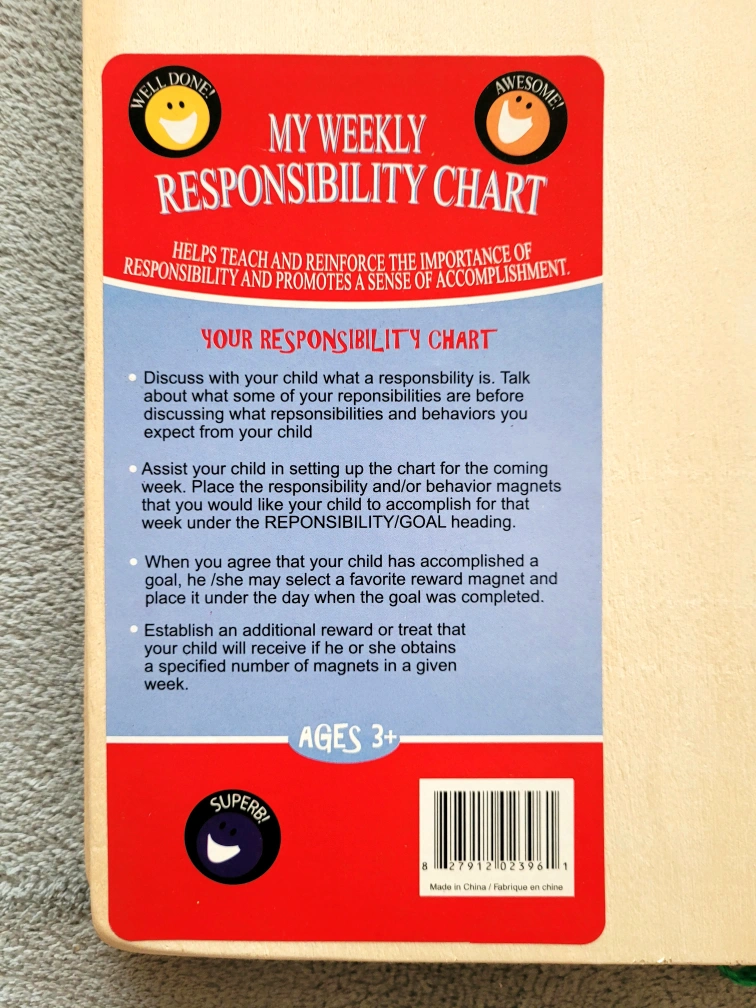 WELL DONE!
AWESOME!
MY WEEKLY
RESPONSIBILITY CHART
HELPS TEACH AND REINFORCE THE IMPORTANCE OF
RESPONSIBILITY AND PROMOTES A SENSE OF ACCOMPLISHMENT.
YOUR RESPONSIBILITY CHART
• Discuss with your child what a responsbility is. Talk
about what some of your reponsibilities are before
discussing what repsonsibilities and behaviors you
expect from your child
• Assist your child in setting up the chart for the coming
week. Place the responsibility and/or behavior magnets
that you would like your child to accomplish for that
week under the REPONSIBILITY/GOAL heading.
• When you agree that your child has accomplished a
goal, he /she may select a favorite reward magnet and
place it under the day when the goal was completed.
• Establish an additional reward or treat that
your child will receive if he or she obtains
a specified number of magnets in a given
week.
AGES 3+
SUPERB!
8 27912 02396 1
Made in China / Fabrique en chine